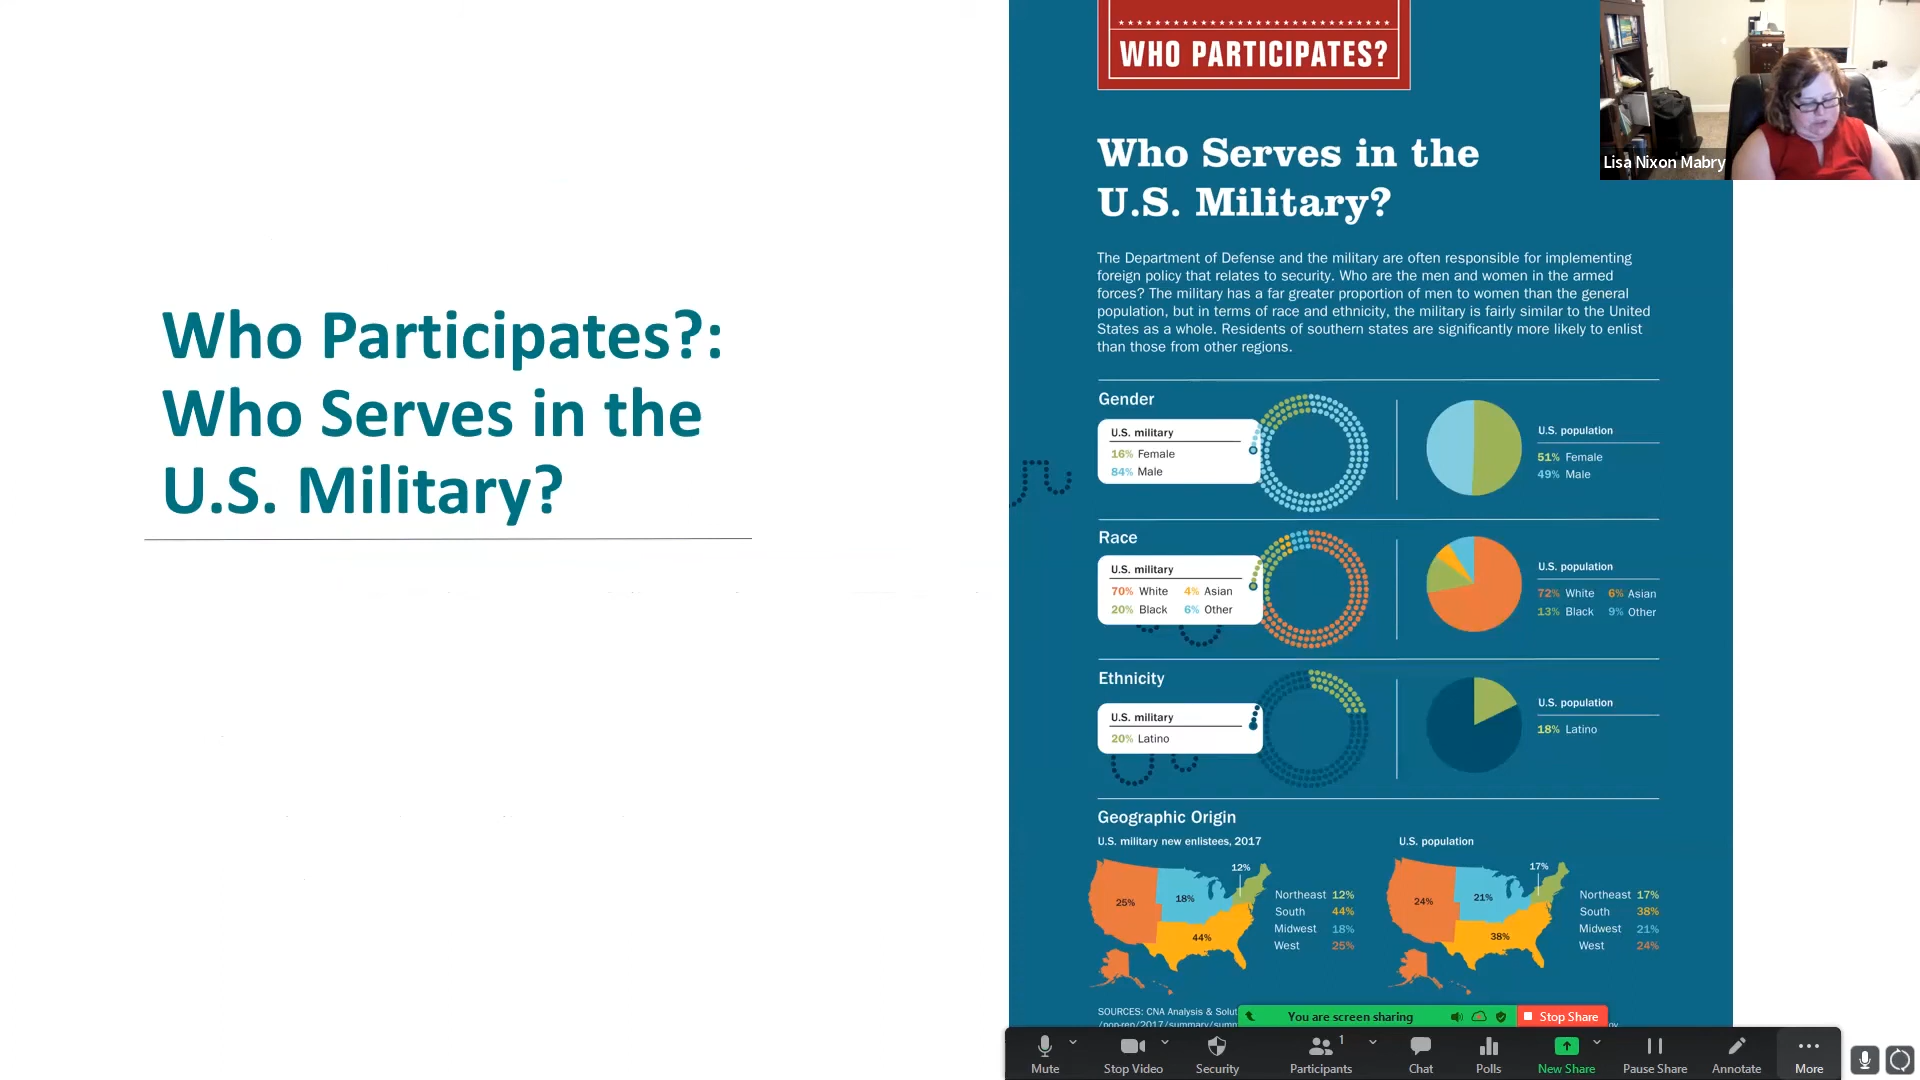 Who Participates?:
Who Serves in the
U.S. Military?
WHO PARTICIPATES?
Who Serves in the
U.S. Military?
The Department of Defense and the military are often responsible for implementing
foreign policy that relates to security. Who are the men and women in the armed
forces? The military has a far greater proportion of men to women than the general
population, but in terms of race and ethnicity, the military is fairly similar to the United
States as a whole. Residents of southern states are significantly more likely to enlist
than those from other regions.
Gender
U.S. military
16% Female
84% Male
U.S. population
51% Female
49% Male
Race
U.S. military
70% White 4% Asian
20% Black 6% Other
U.S. population
72% White 6% Asian
13% Black 9% Other
Ethnicity
U.S. military
20% Latino
U.S. population
18% Latino
Geographic Origin
U.S. military new enlistees, 2017
12%
25%
18%
44%
Northeast 12%
South 44%
Midwest 18%
West 25%
U.S. population
17%
24%
21%
38%
Northeast 17%
South 38%
Midwest 21%
West 24%
SOURCES: CNA Analysis &
/pop-rep/2017/summary/
Lisa Nixon Mabry
You are screen sharing
Stop Share
Mute
Stop Video
Security
1
Participants
Chat
Polls
New Share
Pause Share
Annotate
More